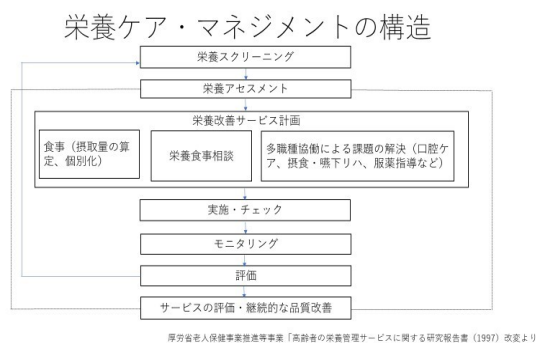 栄養ケア・マネジメントの構造
栄養スクリーニング
栄養アセスメント
栄養改善サービス計画
食事（摂取量の算
定、個別化）
栄養食事相談
多職種協働による課題の解決（口腔ケ
ア、摂食・嚥下リハ、服薬指導など）
実施・チェック
モニタリング
評価
サービスの評価・継続的な品質改善
厚労省老人保健事業推進等事業「高齢者の栄養管理サービスに関する研究報告書（1997）改変より